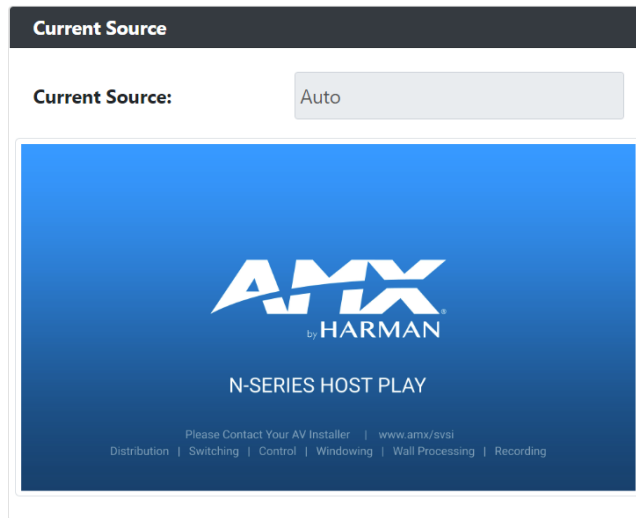 Current Source
Current Source: Auto
AMX®
by HARMAN
N-SERIES HOST PLAY
Please Contact Your AV Installer | www.amx/svsi
Distribution | Switching | Control | Windowing | Wall Processing | Recording